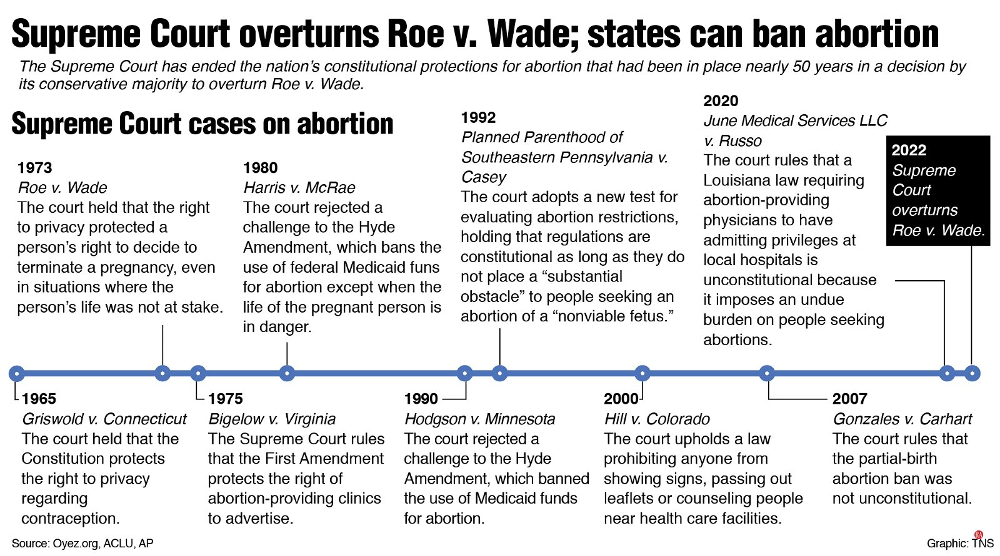 Supreme Court overturns Roe v. Wade; states can ban abortion
The Supreme Court has ended the nation’s constitutional protections for abortion that had been in place nearly 50 years in a decision by
its conservative majority to overturn Roe v. Wade.
Supreme Court cases on abortion
1973
Roe v. Wade
The court held that the right
to privacy protected a
person’s right to decide to
terminate a pregnancy, even
in situations where the
person’s life was not at stake.
1980
Harris v. McRae
The court rejected a
challenge to the Hyde
Amendment, which bans the
use of federal Medicaid funs
for abortion except when the
life of the pregnant person is
in danger.
1992
Planned Parenthood of
Southeastern Pennsylvania v.
Casey
The court adopts a new test for
evaluating abortion restrictions,
holding that regulations are
constitutional as long as they do
not place a “substantial
obstacle” to people seeking an
abortion of a “nonviable fetus.”
2020
June Medical Services LLC
v. Russo
The court rules that a
Louisiana law requiring
abortion-providing
physicians to have
admitting privileges at
local hospitals is
unconstitutional because
it imposes an undue
burden on people seeking
abortions.
2022
Supreme
Court
overturns
Roe v. Wade.
1965
Griswold v. Connecticut
The court held that the
Constitution protects
the right to privacy
regarding
contraception.
1975
Bigelow v. Virginia
The Supreme Court rules
that the First Amendment
protects the right of
abortion-providing clinics
to advertise.
1990
Hodgson v. Minnesota
The court rejected a
challenge to the Hyde
Amendment, which banned
the use of Medicaid funds
for abortion.
2000
Hill v. Colorado
The court upholds a law
prohibiting anyone from
showing signs, passing out
leaflets or counseling people
near health care facilities.
2007
Gonzales v. Carhart
The court rules that
the partial-birth
abortion ban was
not unconstitutional.
Source: Oyez.org, ACLU, AP
Graphic: TNS
RA